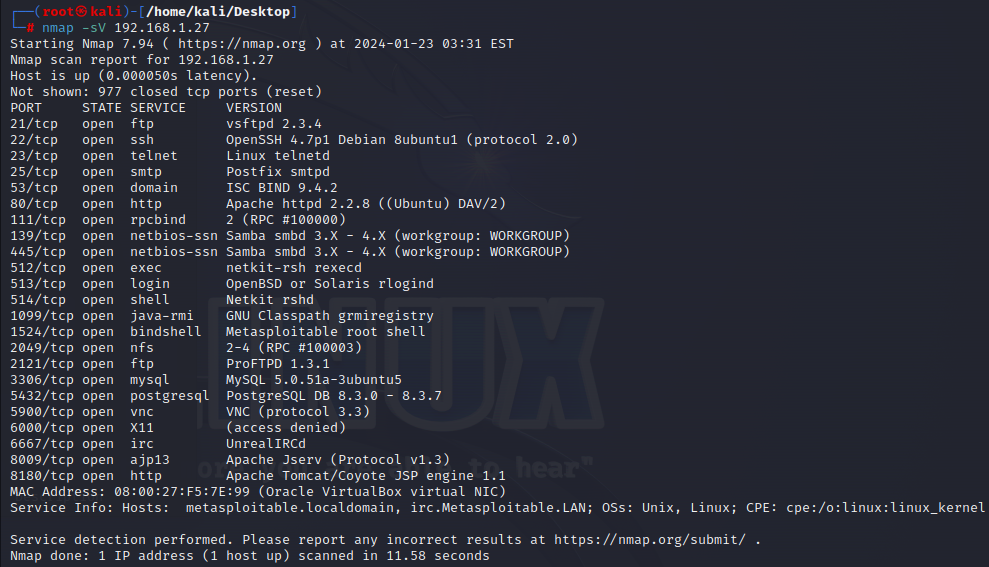 ┌──(root㉿kali)-[/home/kali/Desktop]
└─# nmap -sV 192.168.1.27
Starting Nmap 7.94 ( https://nmap.org ) at 2024-01-23 03:31 EST
Nmap scan report for 192.168.1.27
Host is up (0.000050s latency).
Not shown: 977 closed tcp ports (reset)
PORT     STATE SERVICE     VERSION
21/tcp   open  ftp         vsftpd 2.3.4
22/tcp   open  ssh         OpenSSH 4.7p1 Debian 8ubuntu1 (protocol 2.0)
23/tcp   open  telnet      Linux telnetd
25/tcp   open  smtp        Postfix smtpd
53/tcp   open  domain      ISC BIND 9.4.2
80/tcp   open  http        Apache httpd 2.2.8 ((Ubuntu) DAV/2)
111/tcp  open  rpcbind     2 (RPC #100000)
139/tcp  open  netbios-ssn Samba smbd 3.X - 4.X (workgroup: WORKGROUP)
445/tcp  open  netbios-ssn Samba smbd 3.X - 4.X (workgroup: WORKGROUP)
512/tcp  open  exec        netkit-rsh rexecd
513/tcp  open  login       OpenBSD or Solaris rlogind
514/tcp  open  shell       Netkit rshd
1099/tcp open  java-rmi    GNU Classpath grmiregistry
1524/tcp open  bindshell   Metasploitable root shell
2049/tcp open  nfs         2-4 (RPC #100003)
2121/tcp open  ftp         ProFTPD 1.3.1
3306/tcp open  mysql       MySQL 5.0.51a-3ubuntu5
5432/tcp open  postgresql  PostgreSQL DB 8.3.0 - 8.3.7
5900/tcp open  vnc         VNC (protocol 3.3)
6000/tcp open  X11         (access denied)
6667/tcp open  irc         UnrealIRCd
8009/tcp open  ajp13       Apache Jserv (Protocol v1.3)
8180/tcp open  http        Apache Tomcat/Coyote JSP engine 1.1
MAC Address: 08:00:27:F5:7E:99 (Oracle VirtualBox virtual NIC)
Service Info: Hosts:  metasploitable.localdomain, irc.Metasploitable.LAN; OSs: Unix, Linux; CPE: cpe:/o:linux:linux_kernel

Service detection performed. Please report any incorrect results at https://nmap.org/submit/ .
Nmap done: 1 IP address (1 host up) scanned in 11.58 seconds